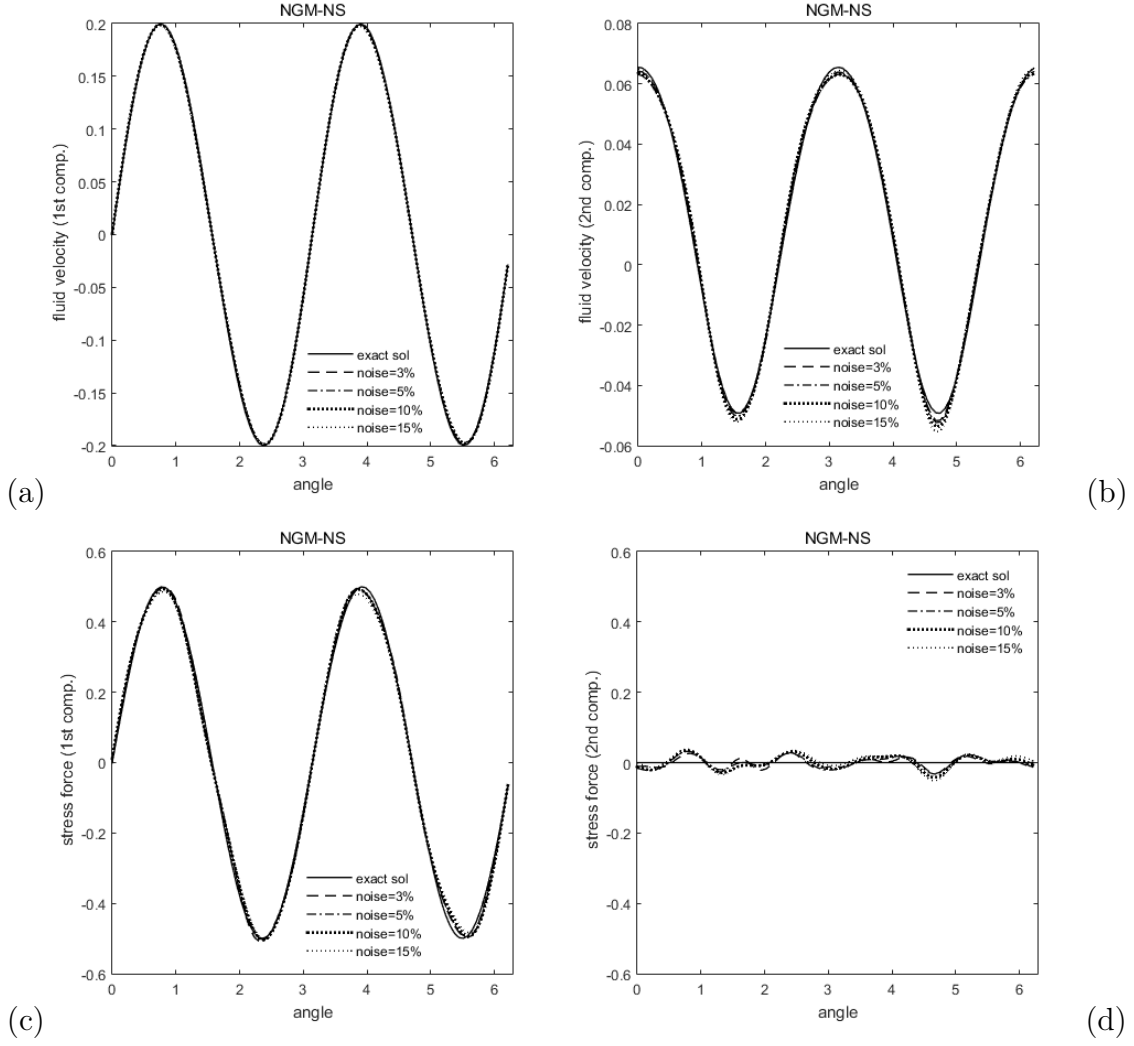 NGM-NS
0.2
0.15
0.1
0.05
0
-0.05
-0.1
-0.15
-0.2
fluid velocity (1st comp.)
exact sol
noise=3%
noise=5%
noise=10%
noise=15%
0 1 2 3 4 5 6
angle
(a)
NGM-NS
0.08
0.06
0.04
0.02
0
-0.02
-0.04
-0.06
fluid velocity (2nd comp.)
exact sol
noise=3%
noise=5%
noise=10%
noise=15%
0 1 2 3 4 5 6
angle
(b)
NGM-NS
0.6
0.4
0.2
0
-0.2
-0.4
-0.6
stress force (1st comp.)
exact sol
noise=3%
noise=5%
noise=10%
noise=15%
0 1 2 3 4 5 6
angle
(c)
NGM-NS
0.6
0.4
0.2
0
-0.2
-0.4
-0.6
stress force (2nd comp.)
exact sol
noise=3%
noise=5%
noise=10%
noise=15%
0 1 2 3 4 5 6
angle
(d)